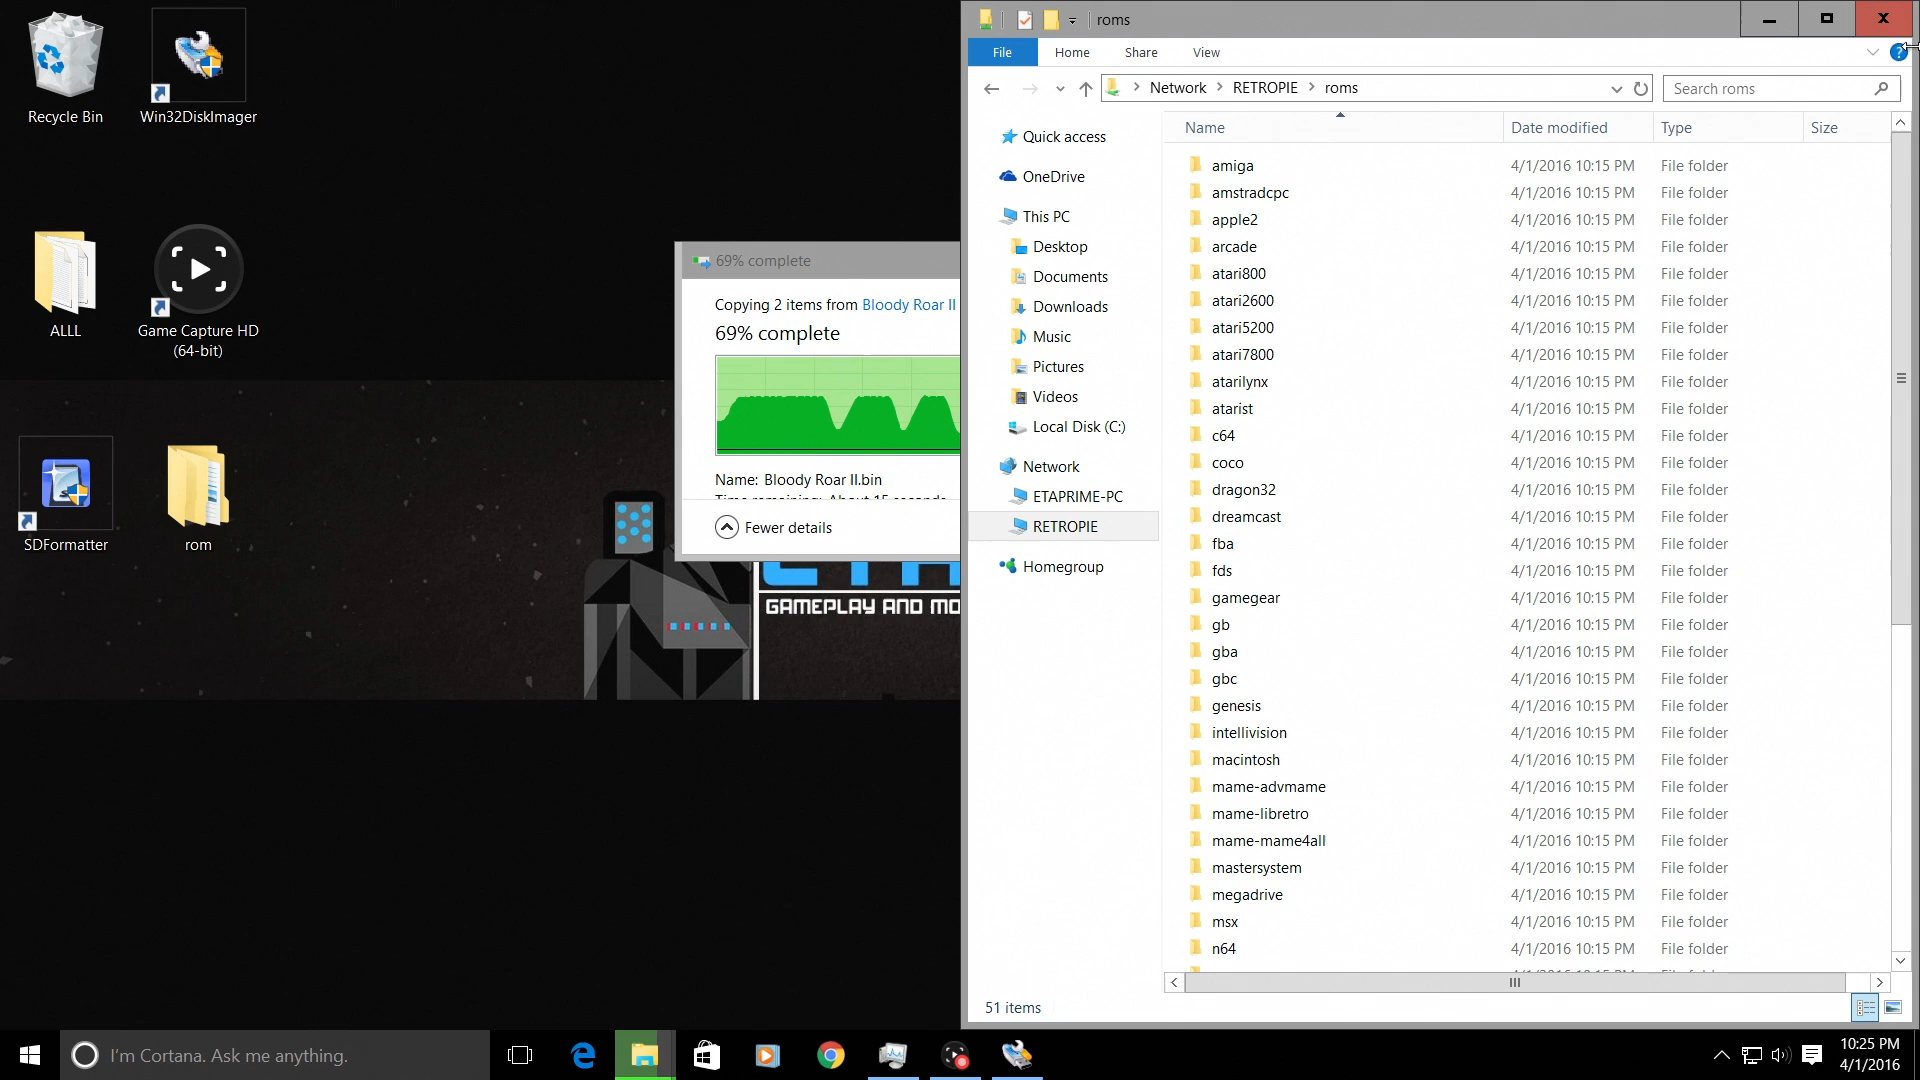 Recycle Bin
Win32DiskImager
ALLL
Game Capture HD
(64-bit)
SDFormatter
rom
69% complete
Copying 2 items from Bloody Roar II
69% complete
Name: Bloody Roar II.bin
Time remaining: About 15 seconds
Fewer details
GAMEPLAY AND MO
roms
File
Home
Share
View
Network
RETROPIE
roms
Search roms
Quick access
OneDrive
This PC
Desktop
Documents
Downloads
Music
Pictures
Videos
Local Disk (C:)
Network
ETAPRIME-PC
RETROPIE
Homegroup
Name Date modified Type Size
amiga 4/1/2016 10:15 PM File folder
amstradcpc 4/1/2016 10:15 PM File folder
apple2 4/1/2016 10:15 PM File folder
arcade 4/1/2016 10:15 PM File folder
atari800 4/1/2016 10:15 PM File folder
atari2600 4/1/2016 10:15 PM File folder
atari5200 4/1/2016 10:15 PM File folder
atari7800 4/1/2016 10:15 PM File folder
atarilynx 4/1/2016 10:15 PM File folder
atarist 4/1/2016 10:15 PM File folder
c64 4/1/2016 10:15 PM File folder
coco 4/1/2016 10:15 PM File folder
dragon32 4/1/2016 10:15 PM File folder
dreamcast 4/1/2016 10:15 PM File folder
fba 4/1/2016 10:15 PM File folder
fds 4/1/2016 10:15 PM File folder
gamegear 4/1/2016 10:15 PM File folder
gb 4/1/2016 10:15 PM File folder
gba 4/1/2016 10:15 PM File folder
gbc 4/1/2016 10:15 PM File folder
genesis 4/1/2016 10:15 PM File folder
intellivision 4/1/2016 10:15 PM File folder
macintosh 4/1/2016 10:15 PM File folder
mame-advmame 4/1/2016 10:15 PM File folder
mame-libretro 4/1/2016 10:15 PM File folder
mame-mame4all 4/1/2016 10:15 PM File folder
mastersystem 4/1/2016 10:15 PM File folder
megadrive 4/1/2016 10:15 PM File folder
msx 4/1/2016 10:15 PM File folder
n64 4/1/2016 10:15 PM File folder
51 items
I'm Cortana. Ask me anything.
10:25 PM
4/1/2016